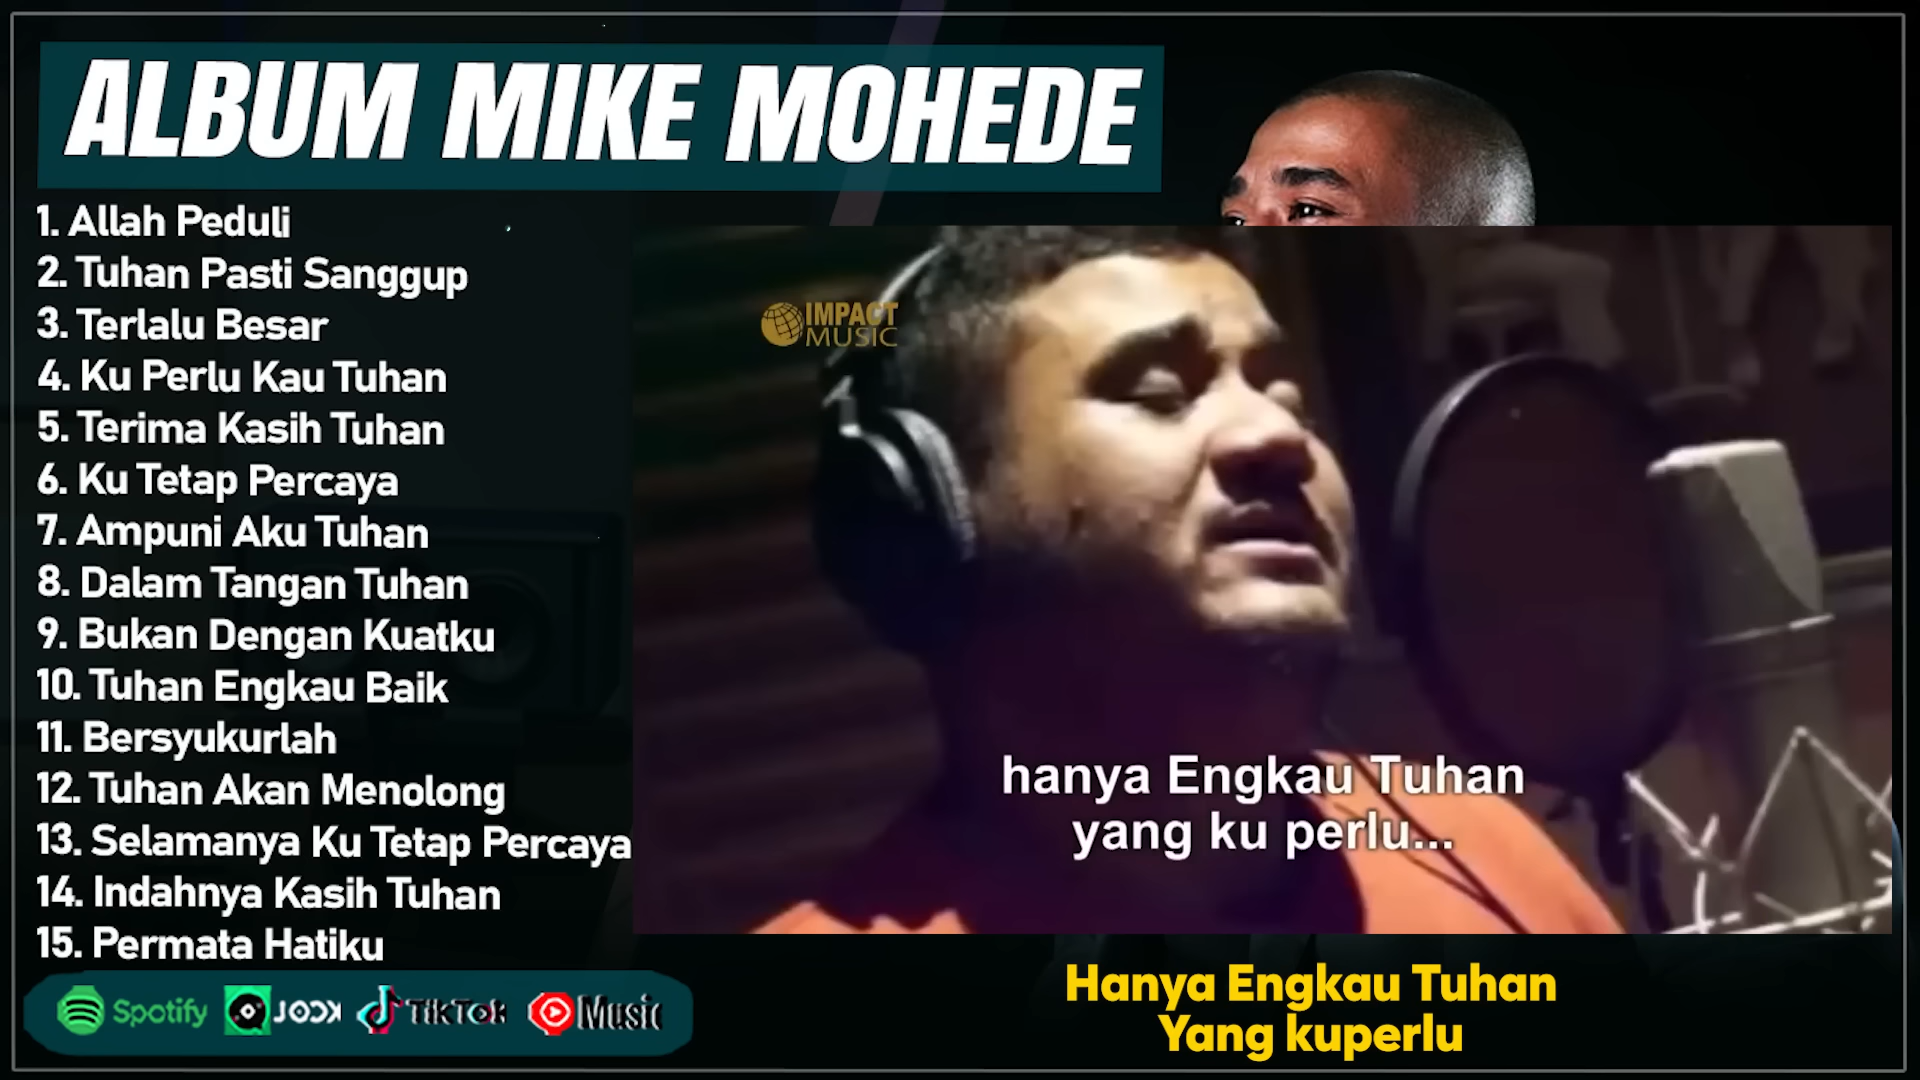 ALBUM MIKE MOHEDE
1. Allah Peduli
2. Tuhan Pasti Sanggup
3. Terlalu Besar
4. Ku Perlu Kau Tuhan
5. Terima Kasih Tuhan
6. Ku Tetap Percaya
7. Ampuni Aku Tuhan
8. Dalam Tangan Tuhan
9. Bukan Dengan Kuatku
10. Tuhan Engkau Baik
11. Bersyukurlah
12. Tuhan Akan Menolong
13. Selamanya Ku Tetap Percaya
14. Indahnya Kasih Tuhan
15. Permata Hatiku
Spotify JOOX TikTok Music
IMPACT
MUSIC
hanya Engkau Tuhan
yang ku perlu...
Hanya Engkau Tuhan
Yang kuperlu